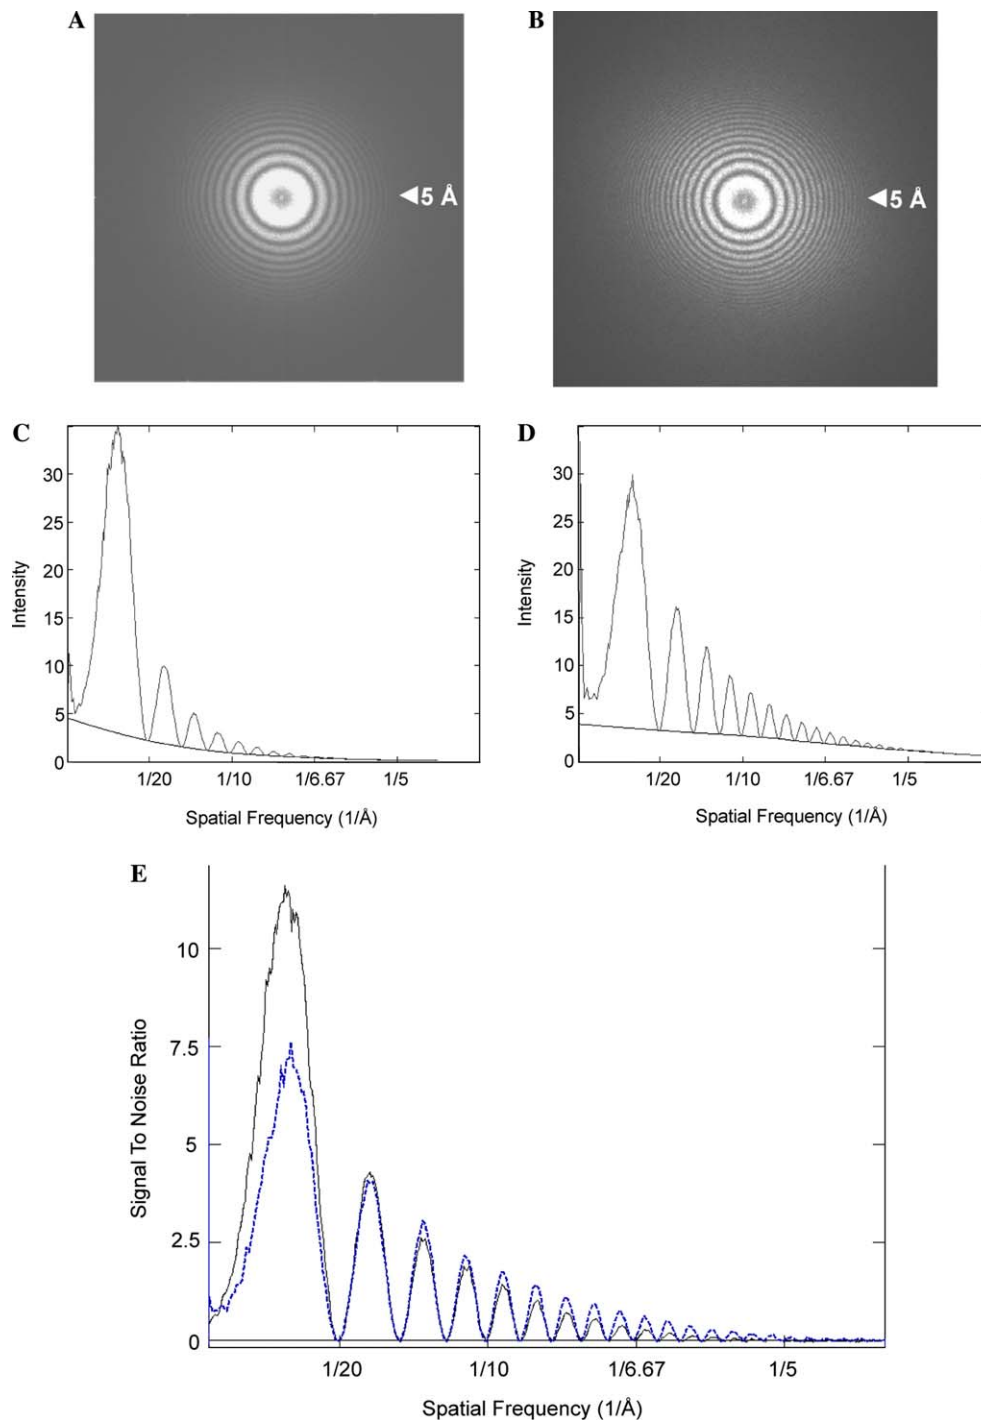 A
B
5 Å
5 Å
C
D
30
25
20
15
10
5
0
Intensity
1/20
1/10
1/6.67
1/5
Spatial Frequency (1/Å)
30
25
20
15
10
5
0
Intensity
1/20
1/10
1/6.67
1/5
Spatial Frequency (1/Å)
E
10
7.5
5
2.5
0
Signal To Noise Ratio
1/20
1/10
1/6.67
1/5
Spatial Frequency (1/Å)